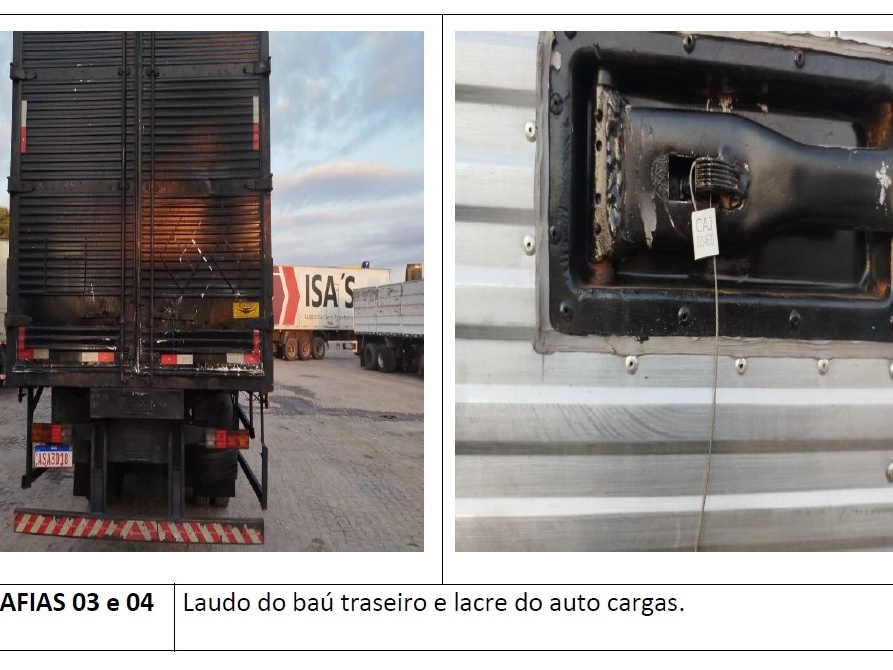 ISA´S
ASA3D18
CAJ
AFIAS 03 e 04
Laudo do baú traseiro e lacre do auto cargas.